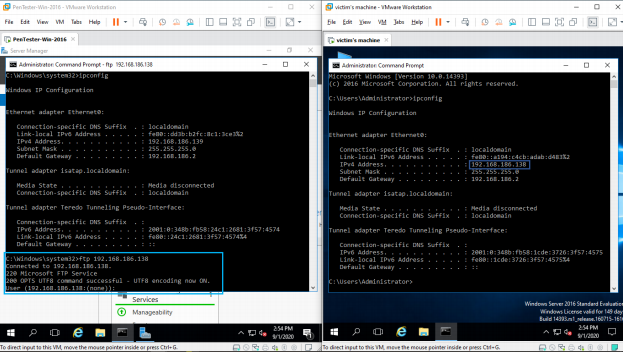 PenTester-Win-2016 - VMware Workstation
File Edit View VM Tabs Help
PenTester-Win-2016
Server Manager
Administrator: Command Prompt - ftp 192.168.186.138
C:\Windows\system32>ipconfig
Windows IP Configuration
Ethernet adapter Ethernet0:
Connection-specific DNS Suffix . : localdomain
Link-local IPv6 Address . . . . . : fe80::dd3b:b2fc:8c1:3ce1%2
IPv4 Address. . . . . . . . . . . : 192.168.186.139
Subnet Mask . . . . . . . . . . . : 255.255.255.0
Default Gateway . . . . . . . . . : 192.168.186.2
Tunnel adapter isatap.localdomain:
Media State . . . . . . . . . . . : Media disconnected
Connection-specific DNS Suffix . : localdomain
Tunnel adapter Teredo Tunneling Pseudo-Interface:
Connection-specific DNS Suffix . :
IPv6 Address. . . . . . . . . . . : 2001:0:348b:fb58:24c1:2681:3f57:4574
Link-local IPv6 Address . . . . . : fe80::24c1:2681:3f57:4574%4
Default Gateway . . . . . . . . . : ::
C:\Windows\system32>ftp 192.168.186.138
Connected to 192.168.186.138.
220 Microsoft FTP Service
200 OPTS UTF8 command successful - UTF8 encoding now ON.
User (192.168.186.138:(none)):
Services
Manageability
2:54 PM
9/1/2020
To direct input to this VM, move the mouse pointer inside or press Ctrl+G.
victim's machine - VMware Workstation
File Edit View VM Tabs Help
victim's machine
Administrator: Command Prompt
Microsoft Windows [Version 10.0.14393]
(c) 2016 Microsoft Corporation. All rights reserved.
C:\Users\Administrator>ipconfig
Windows IP Configuration
Ethernet adapter Ethernet0:
Connection-specific DNS Suffix . : localdomain
Link-local IPv6 Address . . . . . : fe80::a194:c4cb:adab:d483%2
IPv4 Address. . . . . . . . . . . : 192.168.186.138
Subnet Mask . . . . . . . . . . . : 255.255.255.0
Default Gateway . . . . . . . . . : 192.168.186.2
Tunnel adapter isatap.localdomain:
Media State . . . . . . . . . . . : Media disconnected
Connection-specific DNS Suffix . : localdomain
Tunnel adapter Teredo Tunneling Pseudo-Interface:
Connection-specific DNS Suffix . :
IPv6 Address. . . . . . . . . . . : 2001:0:348b:fb58:1cde:3726:3f57:4575
Link-local IPv6 Address . . . . . : fe80::1cde:3726:3f57:4575%4
Default Gateway . . . . . . . . . : ::
C:\Users\Administrator>
Windows Server 2016 Standard Evaluation
Windows License valid for 149 day
Build 14393.rs1_release.160715-161
2:54 PM
9/1/2020
To direct input to this VM, move the mouse pointer inside or press Ctrl+G.